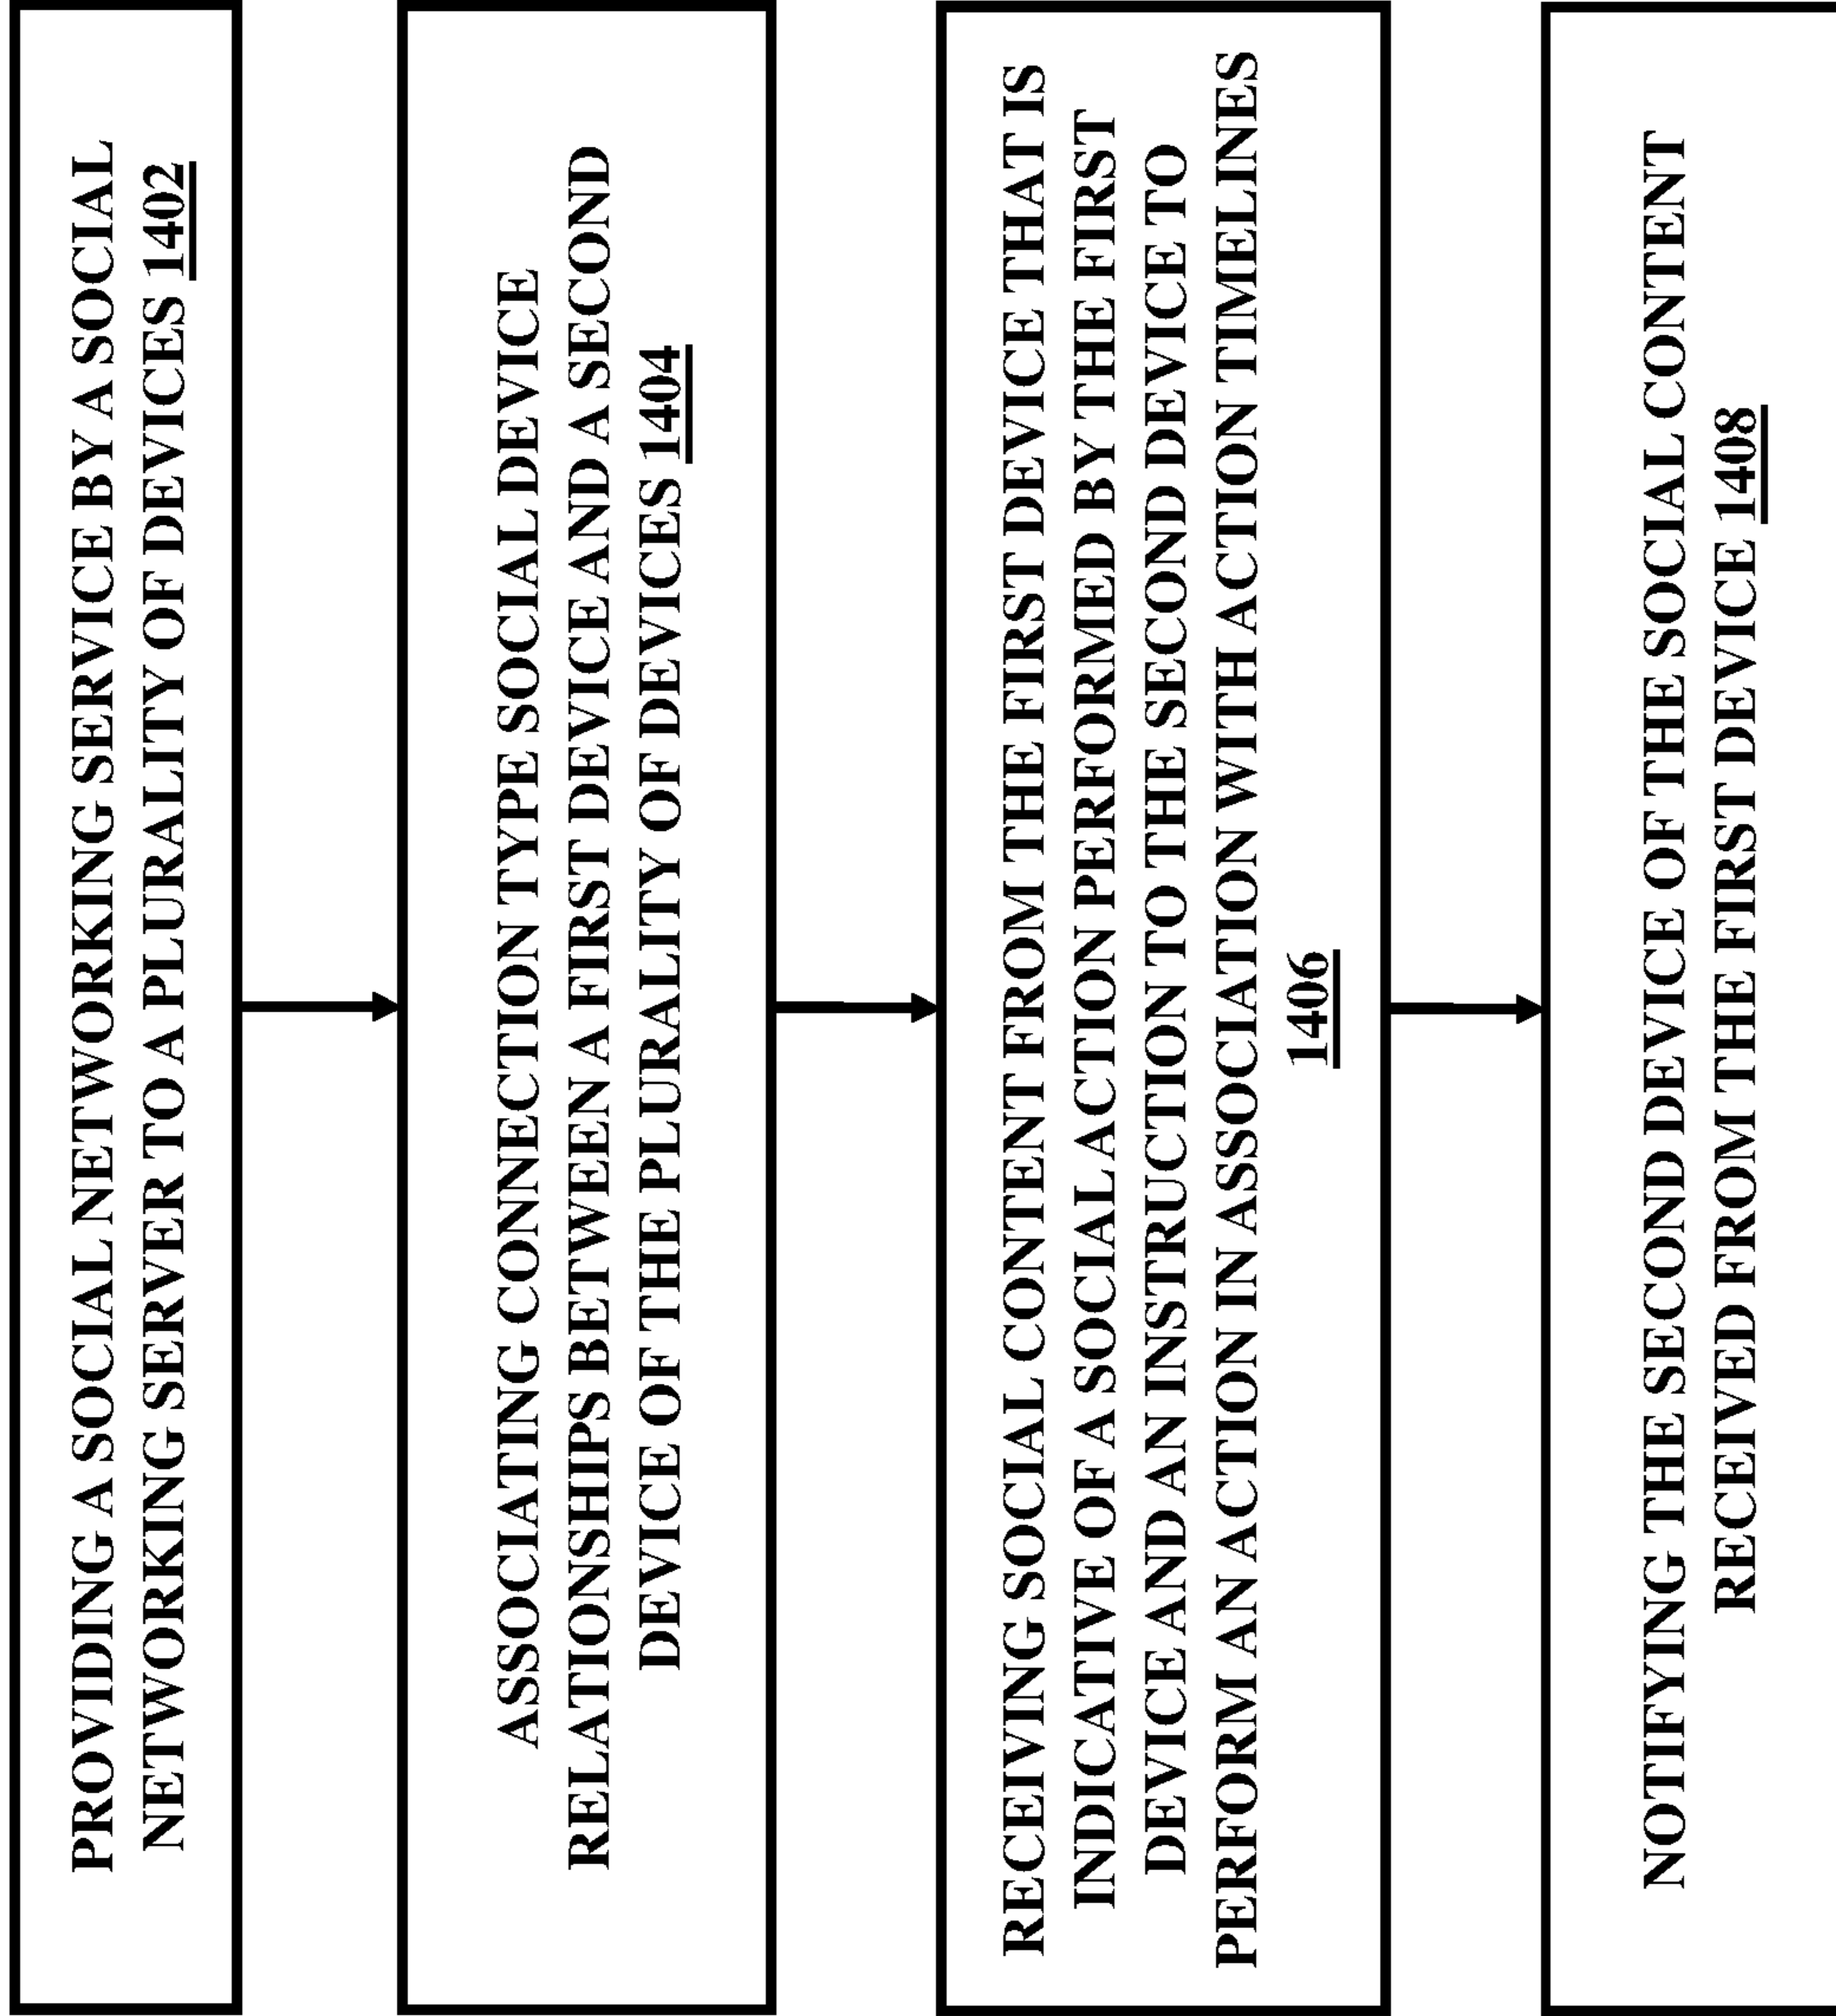 PROVIDING A SOCIAL NETWORKING SERVICE BY A SOCIAL
NETWORKING SERVER TO A PLURALITY OF DEVICES 1402
ASSOCIATING CONNECTION TYPE SOCIAL DEVICE
RELATIONSHIPS BETWEEN A FIRST DEVICE AND A SECOND
DEVICE OF THE PLURALITY OF DEVICES 1404
RECEIVING SOCIAL CONTENT FROM THE FIRST DEVICE THAT IS
INDICATIVE OF A SOCIAL ACTION PERFORMED BY THE FIRST
DEVICE AND AN INSTRUCTION TO THE SECOND DEVICE TO
PERFORM AN ACTION IN ASSOCIATION WITH ACTION TIMELINES
1406
NOTIFYING THE SECOND DEVICE OF THE SOCIAL CONTENT
RECEIVED FROM THE FIRST DEVICE 1408